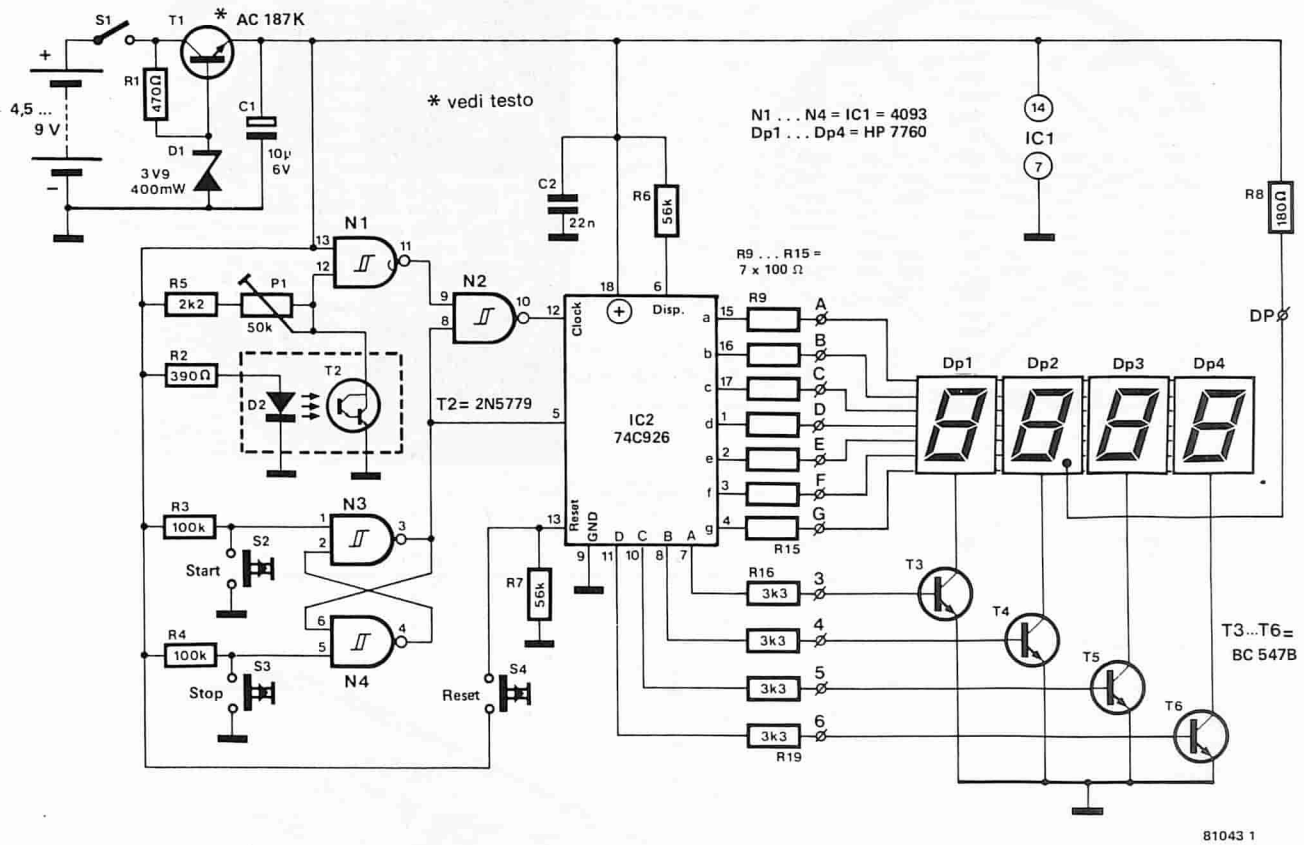 S1
T1
* AC 187K
+
4,5 ...
9 V
-
R1
470Ω
D1
3V9
400mW
C1
10µ
6V
* vedi testo
N1 ... N4 = IC1 = 4093
Dp1 ... Dp4 = HP 7760
14
IC1
7
R8
180Ω
C2
22n
R6
56k
N1
13
12
11
R5
2k2
P1
50k
N2
9
8
10
R2
390Ω
D2
T2
T2= 2N5779
12
18
6
+
Disp.
Clock
5
IC2
74C926
Reset
13
GND
D
C
B
A
9
11
10
8
7
a
b
c
d
e
f
g
15
16
17
1
2
3
4
R9 ... R15 =
7 x 100 Ω
R9
R15
A
B
C
D
E
F
G
DP
Dp1
Dp2
Dp3
Dp4
R3
100k
S2
Start
N3
1
2
3
R4
100k
S3
Stop
N4
6
5
4
R7
56k
S4
Reset
R16
3k3
3k3
3k3
3k3
R19
3
4
5
6
T3
T4
T5
T6
T3...T6=
BC 547B
81043 1